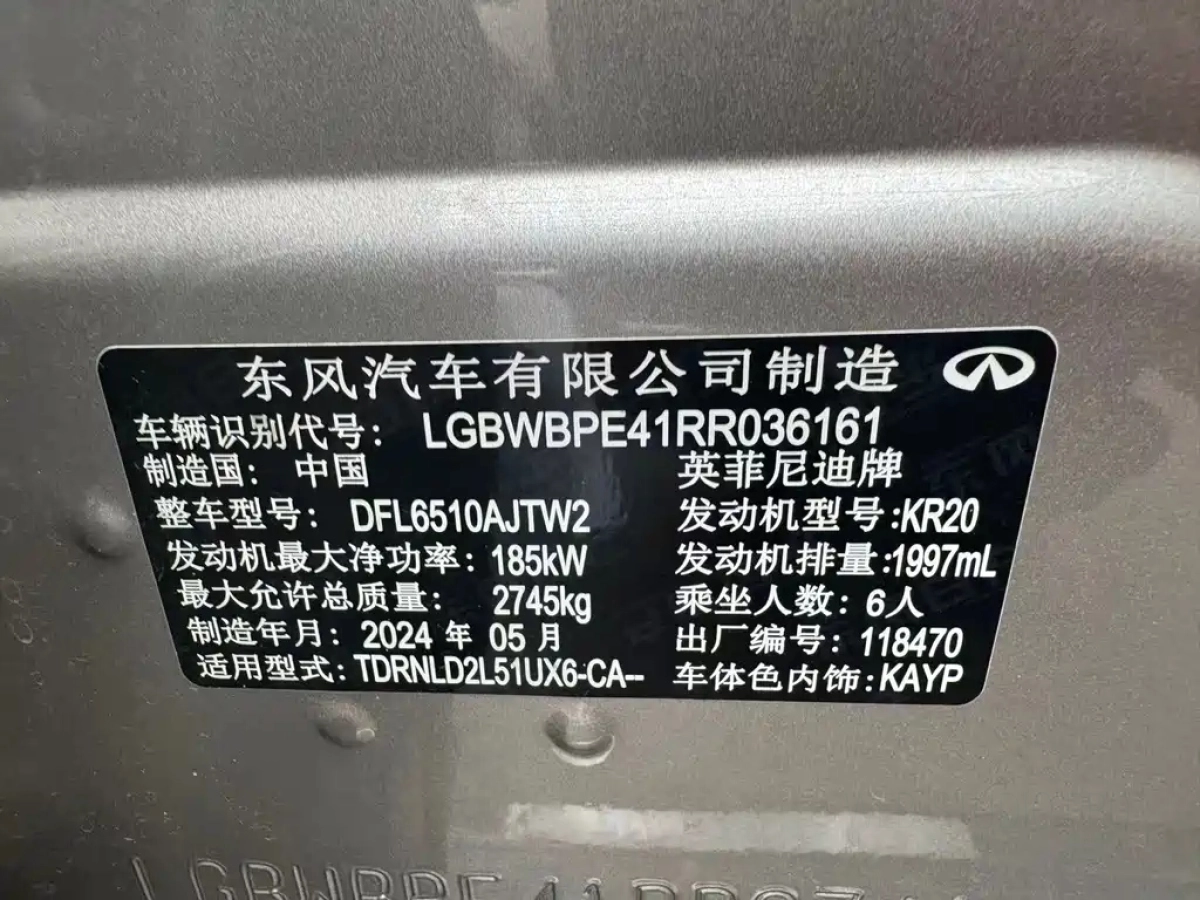 东风汽车有限公司制造
车辆识别代号: LGBWBPE41RR036161
制造国: 中国 英菲尼迪牌
整车型号: DFL6510AJTW2 发动机型号:KR20
发动机最大净功率: 185kW 发动机排量:1997mL
最大允许总质量: 2745kg 乘坐人数: 6人
制造年月: 2024 年 05 月 出厂编号: 118470
适用型式: TDRNLD2L51UX6-CA-- 车体色内饰:KAYP